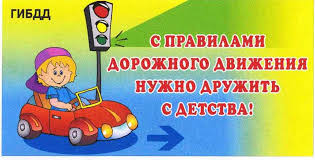 ГИБДД
С ПРАВИЛАМИ
ДОРОЖНОГО ДВИЖЕНИЯ
НУЖНО ДРУЖИТЬ
С ДЕТСТВА!